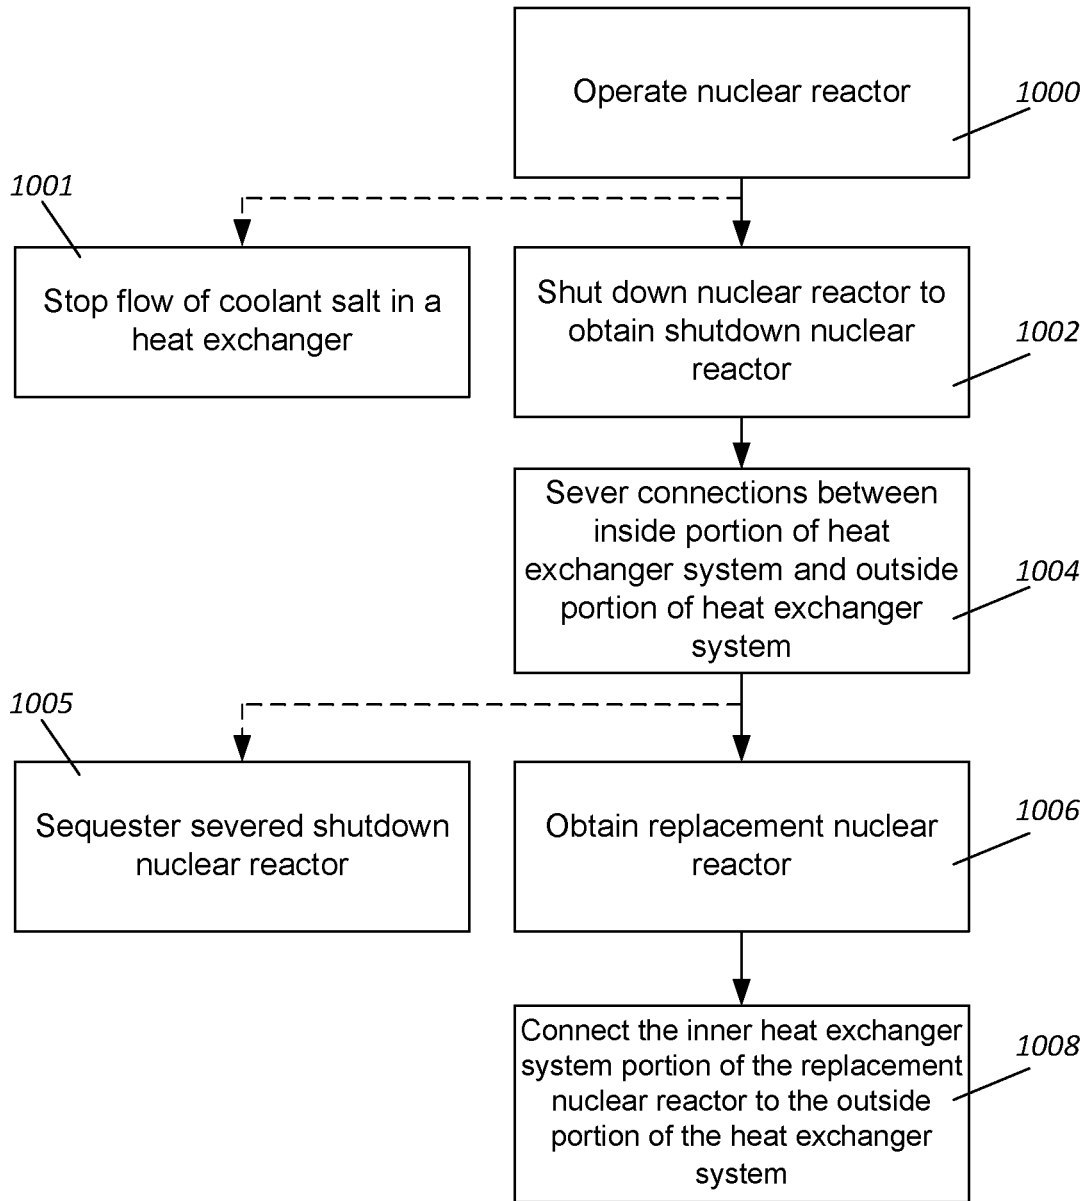 Operate nuclear reactor
1000
1001
Stop flow of coolant salt in a
heat exchanger
Shut down nuclear reactor to
obtain shutdown nuclear
reactor
1002
Sever connections between
inside portion of heat
exchanger system and outside
portion of heat exchanger
system
1004
1005
Sequester severed shutdown
nuclear reactor
Obtain replacement nuclear
reactor
1006
Connect the inner heat exchanger
system portion of the replacement
nuclear reactor to the outside
portion of the heat exchanger
system
1008